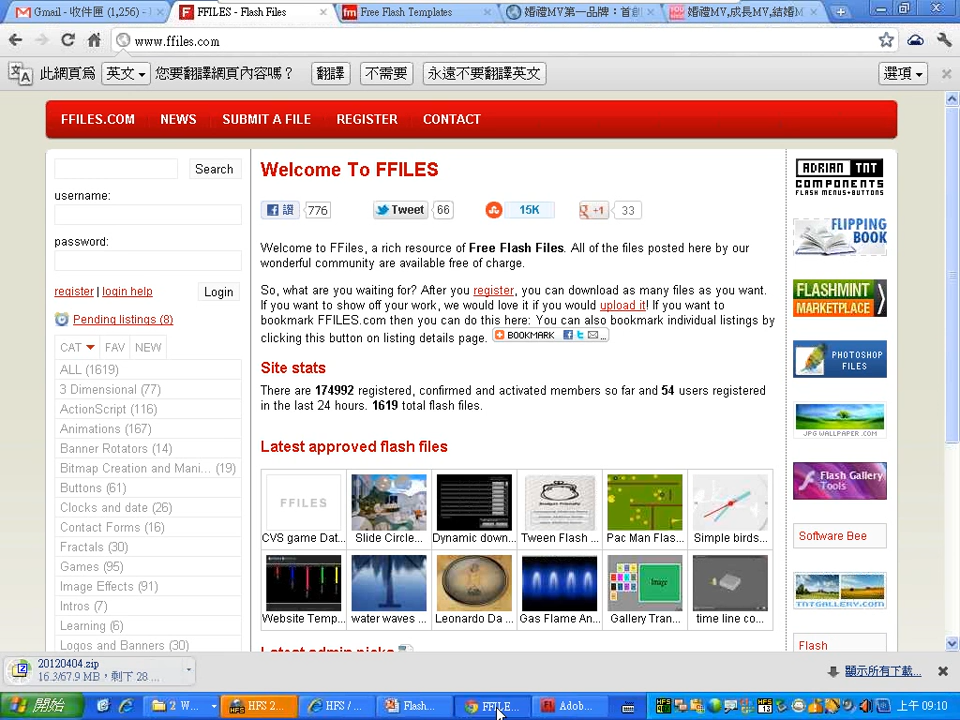 Gmail - 收件匣 (1,256) -
FFILES - Flash Files
Free Flash Templates
婚禮MV第一品牌：首創
婚禮MV,成長MV,結婚M
www.ffiles.com
此網頁為 英文 您要翻譯網頁內容嗎？ 翻譯 不需要 永遠不要翻譯英文 選項
FFILES.COM NEWS SUBMIT A FILE REGISTER CONTACT
Search
username:
password:
register | login help Login
Pending listings (8)
CAT FAV NEW
ALL (1619)
3 Dimensional (77)
ActionScript (116)
Animations (167)
Banner Rotators (14)
Bitmap Creation and Mani... (19)
Buttons (61)
Clocks and date (26)
Contact Forms (16)
Fractals (30)
Games (95)
Image Effects (91)
Intros (7)
Learning (6)
Logos and Banners (30)
Welcome To FFILES
讚 776 Tweet 66 15K +1 33
Welcome to FFiles, a rich resource of Free Flash Files. All of the files posted here by our
wonderful community are available free of charge.
So, what are you waiting for? After you register, you can download as many files as you want.
If you want to show off your work, we would love it if you would upload it! If you want to
bookmark FFILES.com then you can do this here: You can also bookmark individual listings by
clicking this button on listing details page. BOOKMARK
Site stats
There are 174992 registered, confirmed and activated members so far and 54 users registered
in the last 24 hours. 1619 total flash files.
Latest approved flash files
FFILES
CVS game Dat... Slide Circle... Dynamic down... Tween Flash ... Pac Man Flas... Simple birds...
Image
Website Temp... water waves ... Leonardo Da ... Gas Flame An... Gallery Tran... time line co...
Latest admin picks
ADRIAN TNT
COMPONENTS
FLASH MENUS+BUTTONS
FLIPPING
BOOK
FLASHMINT
MARKETPLACE
PHOTOSHOP
FILES
JPGWALLPAPER.COM
Flash Gallery
Tools
Software Bee
TNTGALLERY.COM
Flash
20120404.zip
16.3/67.9 MB，剩下 28 ...
顯示所有下載...
開始
2 W...
HFS 2...
HFS / ...
Flash...
FFILE...
Adob...
上午 09:10